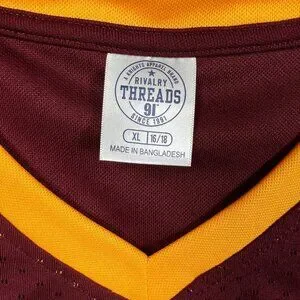 A KNIGHTS APPAREL BRAND
RIVALRY
THREADS
91
SINCE 1991
XL 16/18
MADE IN BANGLADESH